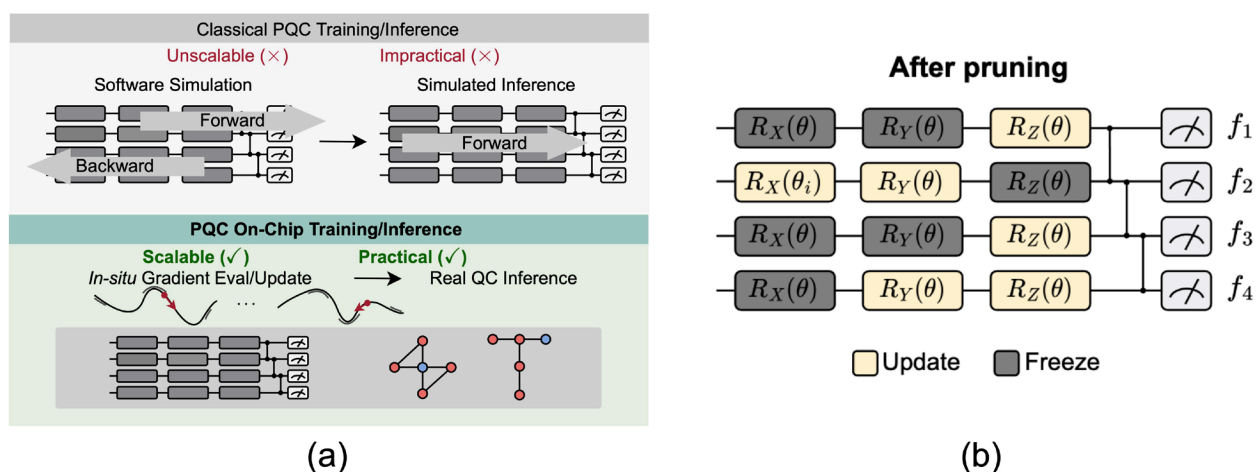 Classical PQC Training/Inference
Unscalable (×) Impractical (×)
Software Simulation Simulated Inference
Forward
Backward
Forward
PQC On-Chip Training/Inference
Scalable (✓) Practical (✓)
In-situ Gradient Eval/Update Real QC Inference
...
(a)
After pruning
R_X(θ) R_Y(θ) R_Z(θ) f_1
R_X(θ_i) R_Y(θ) R_Z(θ) f_2
R_X(θ) R_Y(θ) R_Z(θ) f_3
R_X(θ) R_Y(θ) R_Z(θ) f_4
Update Freeze
(b)